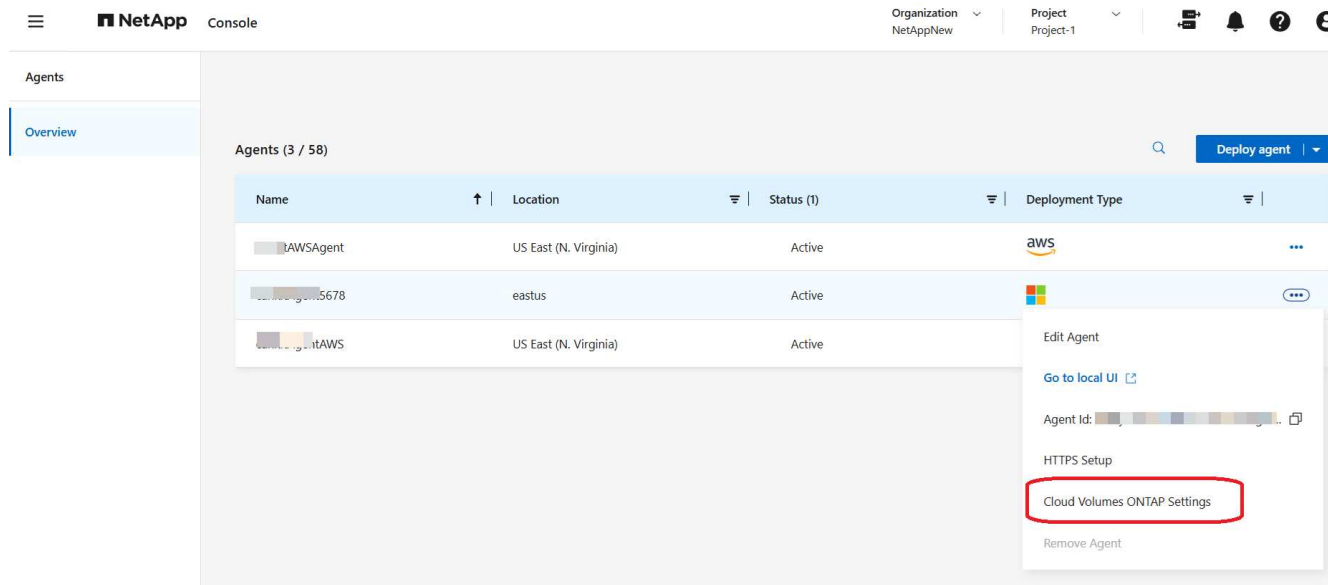 NetApp Console
Organization
NetAppNew
Project
Project-1
Agents
Overview
Agents (3 / 58)
Deploy agent
Name Location Status (1) Deployment Type
tAWSAgent US East (N. Virginia) Active aws
5678 eastus Active
ntAWS US East (N. Virginia) Active
Edit Agent
Go to local UI
Agent Id:
HTTPS Setup
Cloud Volumes ONTAP Settings
Remove Agent